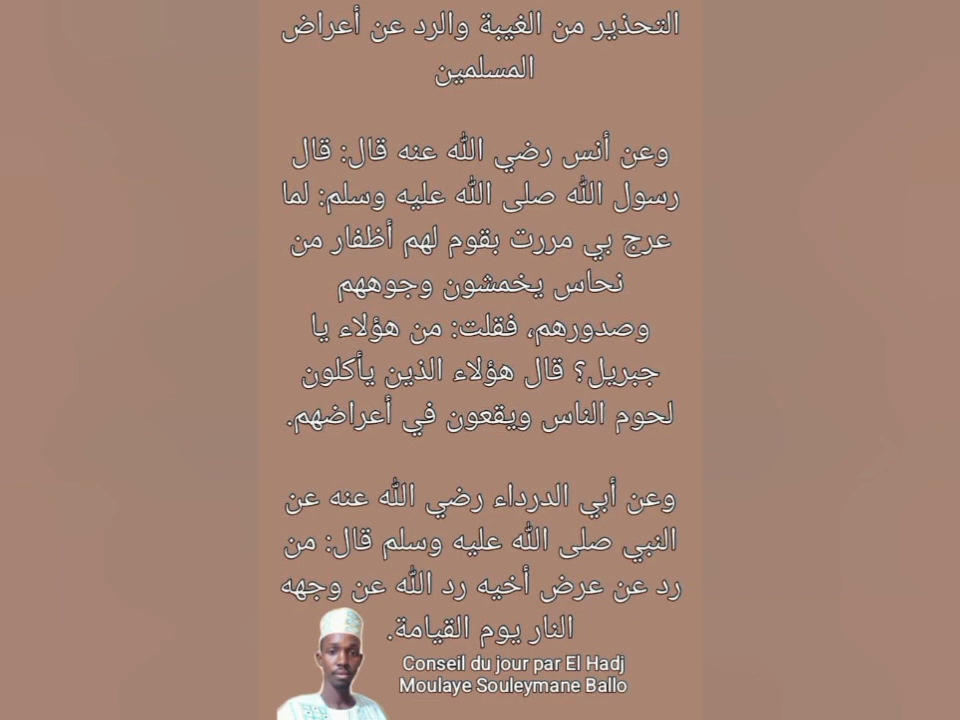 التحذير من الغيبة والرد عن أعراض
المسلمين
وعن أنس رضي الله عنه قال: قال
رسول الله صلى الله عليه وسلم: لما
عرج بي مررت بقوم لهم أظفار من
نحاس يخمشون وجوههم
وصدورهم، فقلت: من هؤلاء يا
جبريل؟ قال هؤلاء الذين يأكلون
لحوم الناس ويقعون في أعراضهم.
وعن أبي الدرداء رضي الله عنه عن
النبي صلى الله عليه وسلم قال: من
رد عن عرض أخيه رد الله عن وجهه
النار يوم القيامة.
Conseil du jour par El Hadj
Moulaye Souleymane Ballo